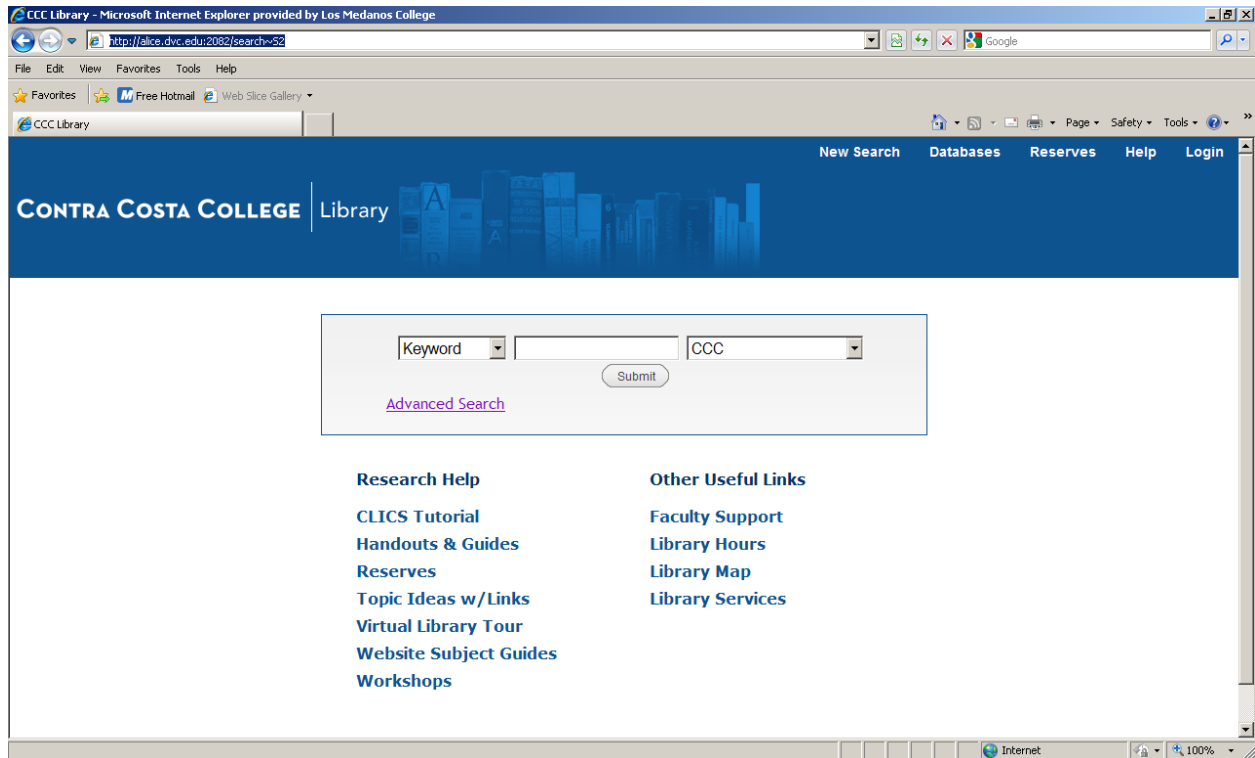 CCC Library - Microsoft Internet Explorer provided by Los Medanos College
http://alice.dvc.edu:2082/search~S2
Google
File Edit View Favorites Tools Help
Favorites Free Hotmail Web Slice Gallery
CCC Library
Page Safety Tools
New Search Databases Reserves Help Login
CONTRA COSTA COLLEGE Library
A
A
B
Keyword CCC
Submit
Advanced Search
Research Help Other Useful Links
CLICS Tutorial Faculty Support
Handouts & Guides Library Hours
Reserves Library Map
Topic Ideas w/Links Library Services
Virtual Library Tour
Website Subject Guides
Workshops
Internet 100%